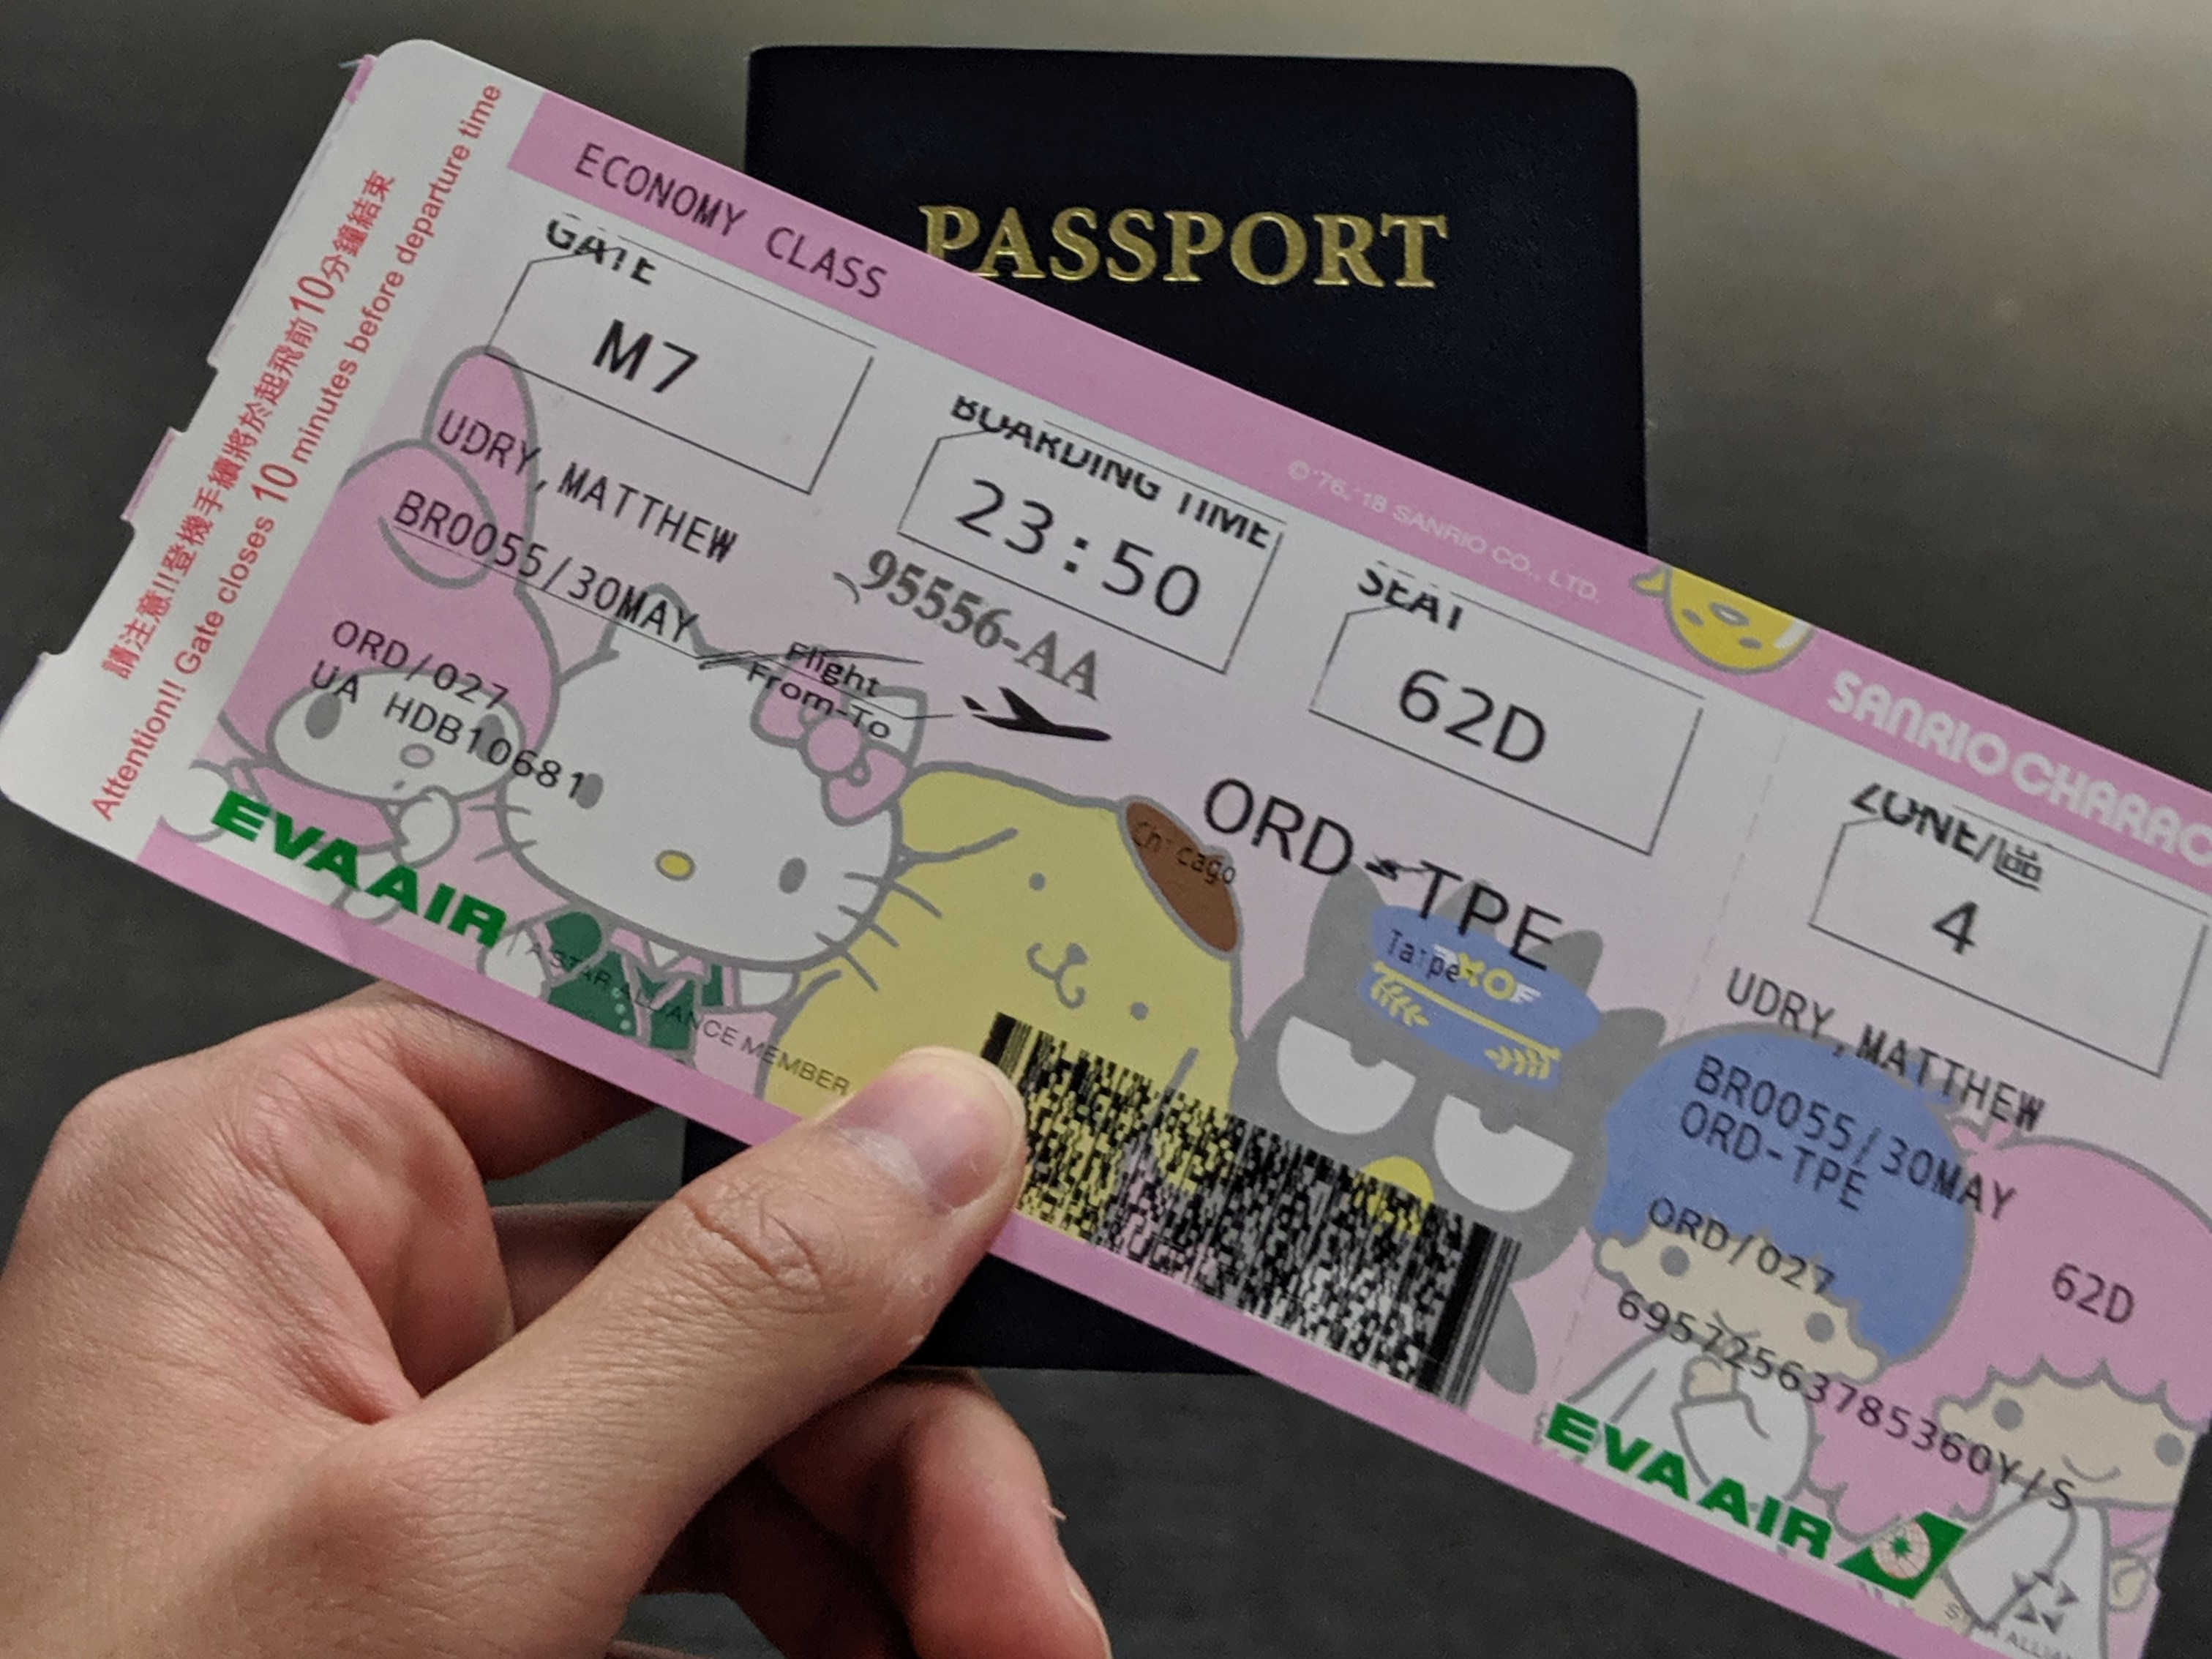 PASSPORT
請注意!!登機手續將於起飛前10分鐘結束
Attention!! Gate closes 10 minutes before departure time
ECONOMY CLASS
GATE
M7
BOARDING TIME
23:50
SEAT
62D
ZONE/區
4
© '76, '18 SANRIO CO., LTD.
SANRIO CHARAC
UDRY,MATTHEW
BR0055/30MAY
95556-AA
Flight
From-To
ORD/027
UA HDB10681
ORD-TPE
Chicago
Taipei
EVA AIR
A STAR ALLIANCE MEMBER
UDRY,MATTHEW
BR0055/30MAY
ORD-TPE
ORD/027
62D
69572563785360Y/S
EVA AIR